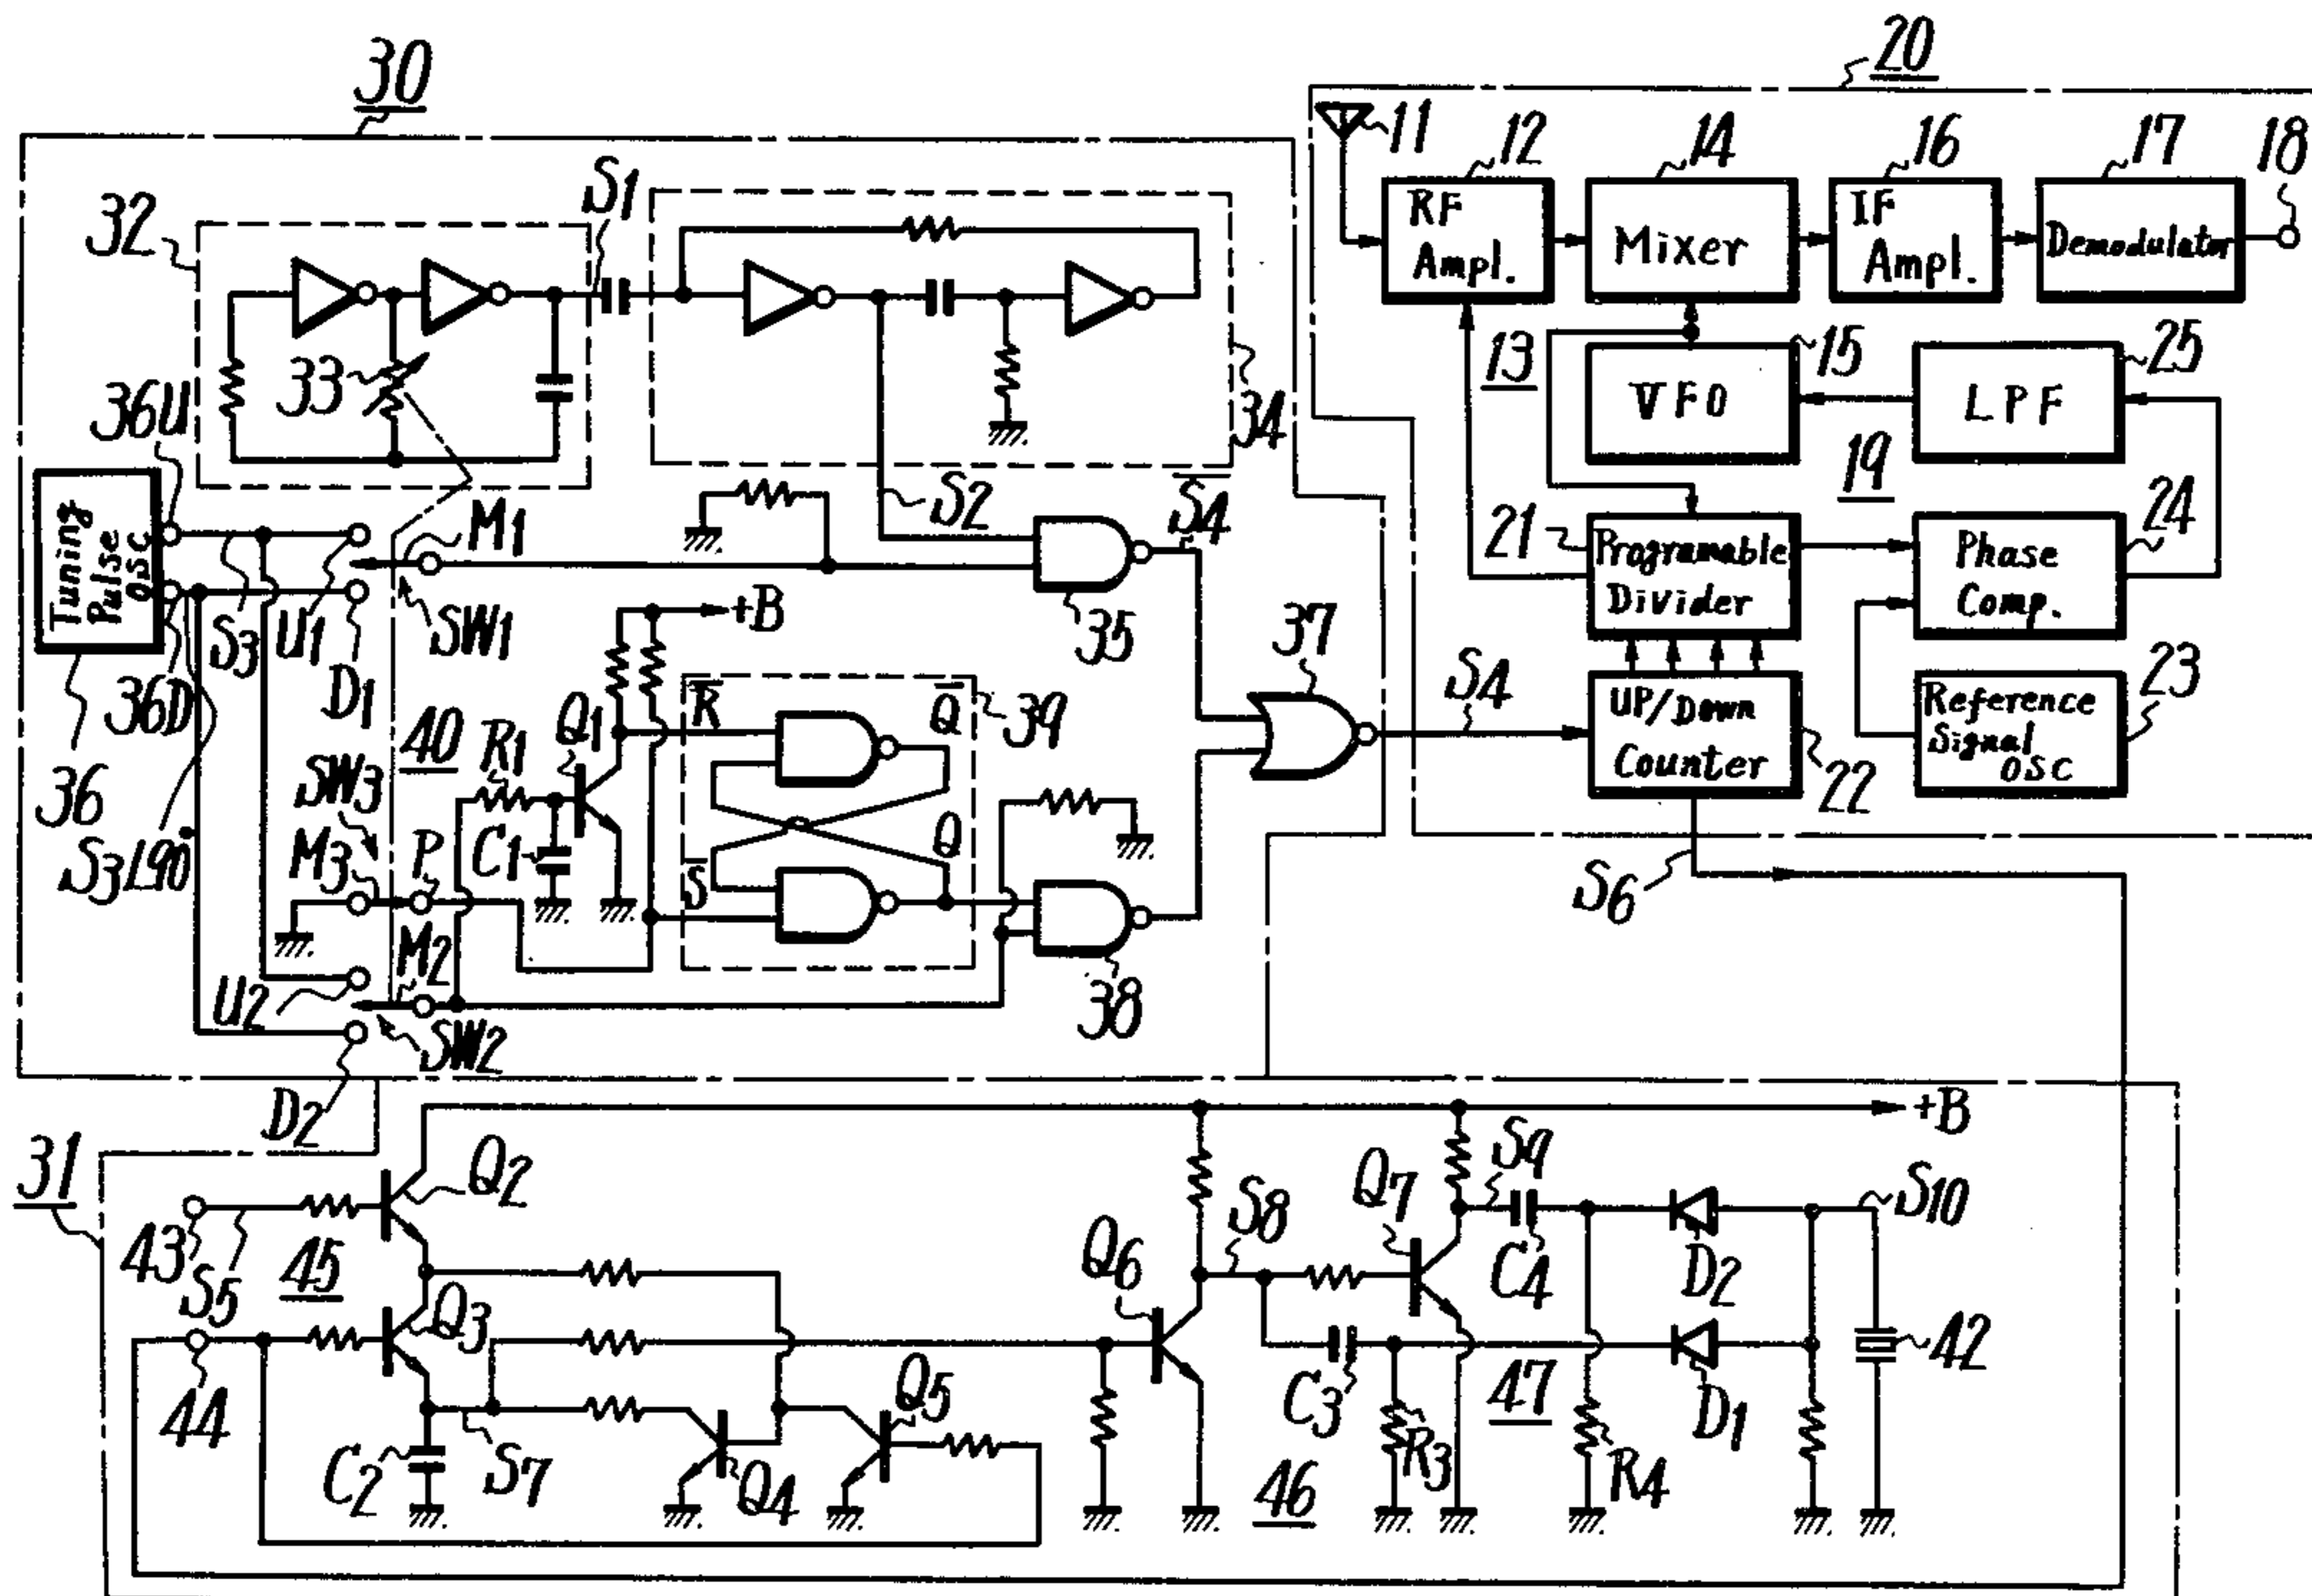 30
20
11
12
14
16
17
18
RF
Ampl.
Mixer
IF
Ampl.
Demodulator
32
S1
33
34
13
15
25
VFO
LPF
19
36U
Tuning
Pulse
OSC
S3
U1
D1
M1
SW1
S2
S4
35
36D
36
S3∠90°
+B
21
Programable
Divider
24
Phase
Comp.
37
S4
UP/Down
Counter
22
Reference
Signal
OSC
23
40
R1
Q1
R
Q
39
SW3
M3
P
C1
S
Q
38
M2
U2
SW2
D2
S6
31
43
S5
45
Q2
Q3
44
C2
S7
Q4
Q5
+B
Q6
S8
Q7
S9
C4
D2
S10
C3
R3
47
R4
D1
42
46